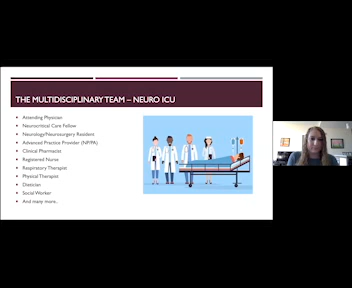 THE MULTIDISCIPLINARY TEAM – NEURO ICU
Attending Physician
Neurocritical Care Fellow
Neurology/Neurosurgery Resident
Advanced Practice Provider (NP/PA)
Clinical Pharmacist
Registered Nurse
Respiratory Therapist
Physical Therapist
Dietician
Social Worker
And many more..